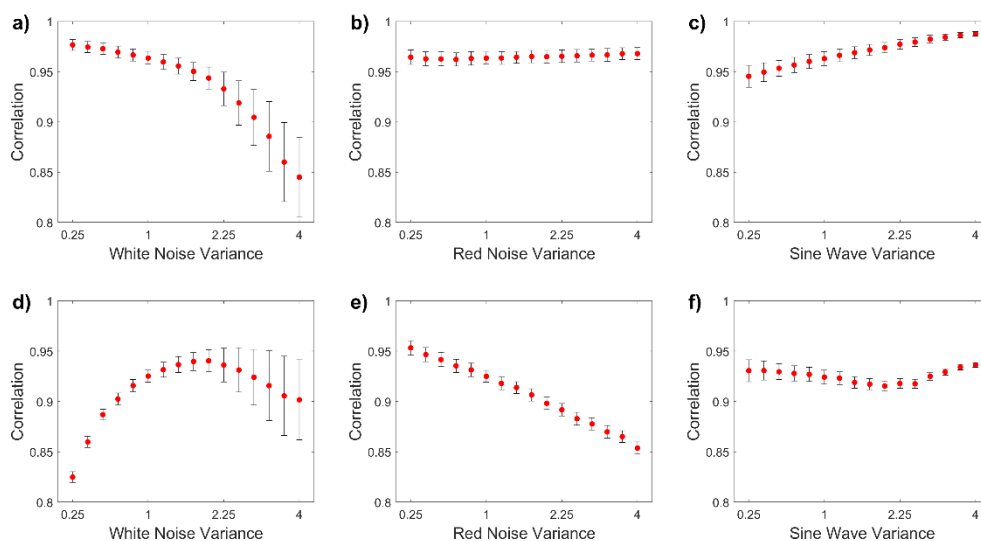 a)
1
0.95
0.9
0.85
0.8
Correlation
0.25 1 2.25 4
White Noise Variance
b)
1
0.95
0.9
0.85
0.8
Correlation
0.25 1 2.25 4
Red Noise Variance
c)
1
0.95
0.9
0.85
0.8
Correlation
0.25 1 2.25 4
Sine Wave Variance
d)
1
0.95
0.9
0.85
0.8
Correlation
0.25 1 2.25 4
White Noise Variance
e)
1
0.95
0.9
0.85
0.8
Correlation
0.25 1 2.25 4
Red Noise Variance
f)
1
0.95
0.9
0.85
0.8
Correlation
0.25 1 2.25 4
Sine Wave Variance